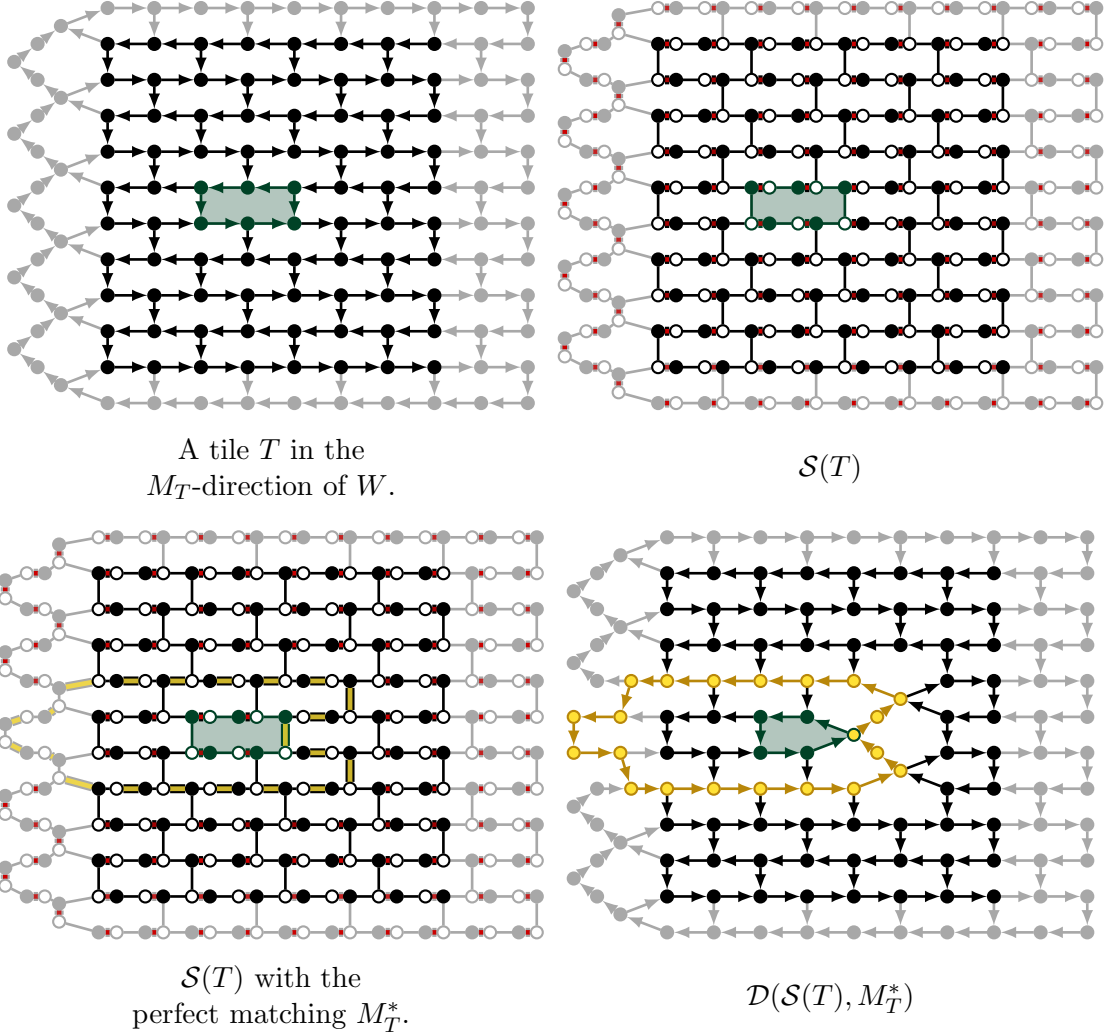 A tile T in the
M_T-direction of W.
𝒮(T)
𝒮(T) with the
perfect matching M*_T.
𝒟(𝒮(T), M*_T)